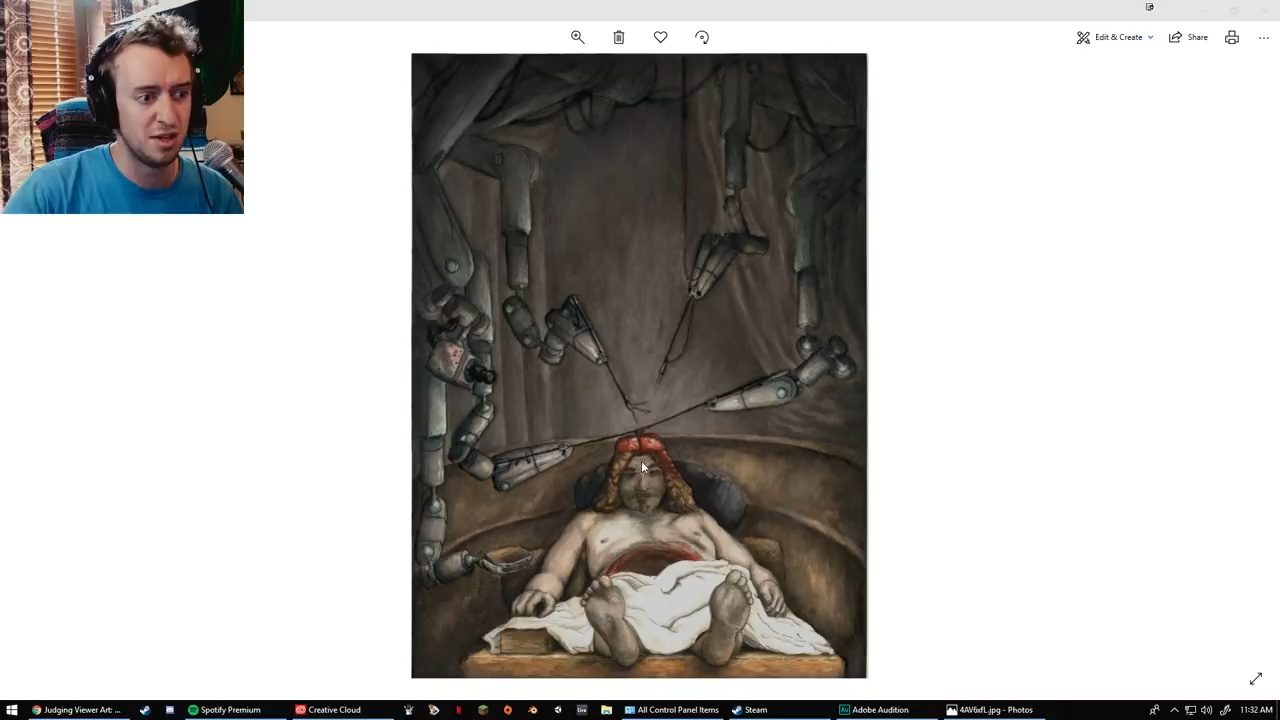 Edit & Create
Share
Judging Viewer Art: ...
Spotify Premium
Creative Cloud
Live
All Control Panel Items
Steam
Adobe Audition
4AV6xfL.jpg - Photos
11:32 AM